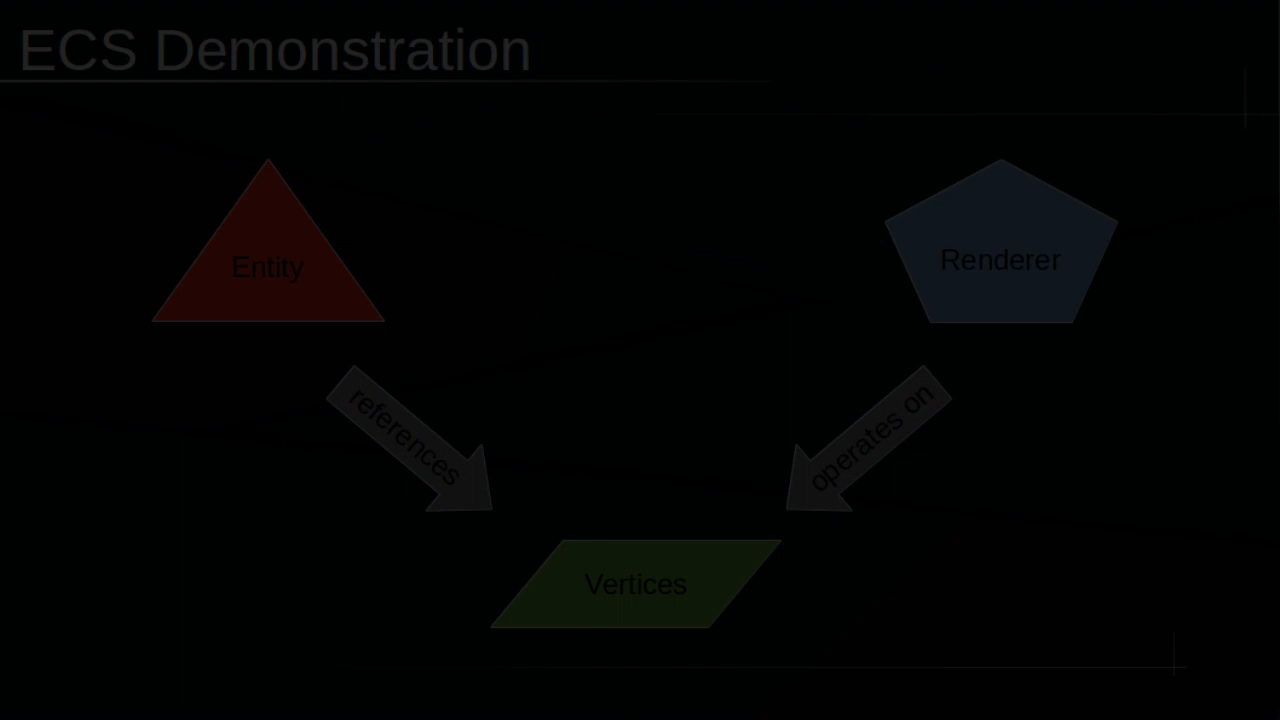 ECS Demonstration
Entity
Renderer
references
operates on
Vertices